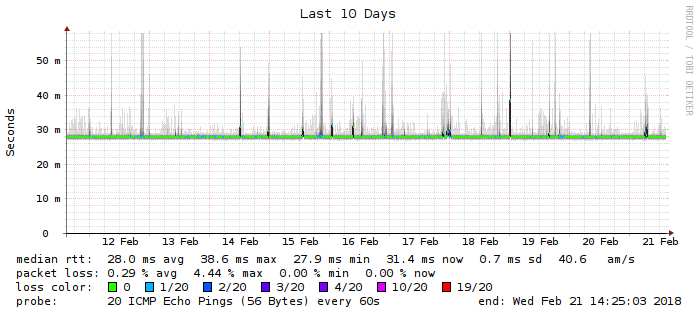 Last 10 Days
RRDTOOL / TOBI OETIKER
Seconds
50 m
40 m
30 m
20 m
10 m
0
12 Feb 13 Feb 14 Feb 15 Feb 16 Feb 17 Feb 18 Feb 19 Feb 20 Feb 21 Feb
median rtt: 28.0 ms avg 38.6 ms max 27.9 ms min 31.4 ms now 0.7 ms sd 40.6 am/s
packet loss: 0.29 % avg 4.44 % max 0.00 % min 0.00 % now
loss color: 0 1/20 2/20 3/20 4/20 10/20 19/20
probe: 20 ICMP Echo Pings (56 Bytes) every 60s end: Wed Feb 21 14:25:03 2018